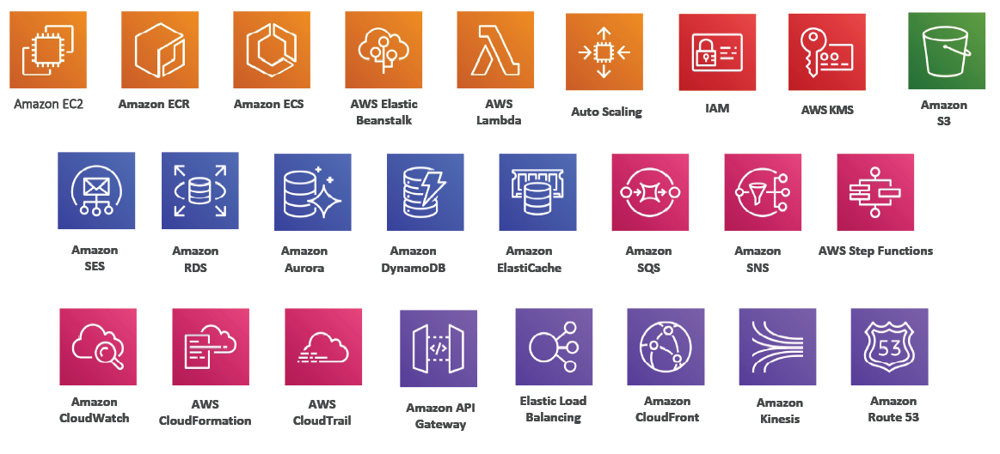 Amazon EC2
Amazon ECR
Amazon ECS
AWS Elastic
Beanstalk
AWS
Lambda
Auto Scaling
IAM
AWS KMS
Amazon
S3
Amazon
SES
Amazon
RDS
Amazon
Aurora
Amazon
DynamoDB
Amazon
ElastiCache
Amazon
SQS
Amazon
SNS
AWS Step Functions
Amazon
CloudWatch
AWS
CloudFormation
AWS
CloudTrail
</>
Amazon API
Gateway
Elastic Load
Balancing
Amazon
CloudFront
Amazon
Kinesis
53
Amazon
Route 53